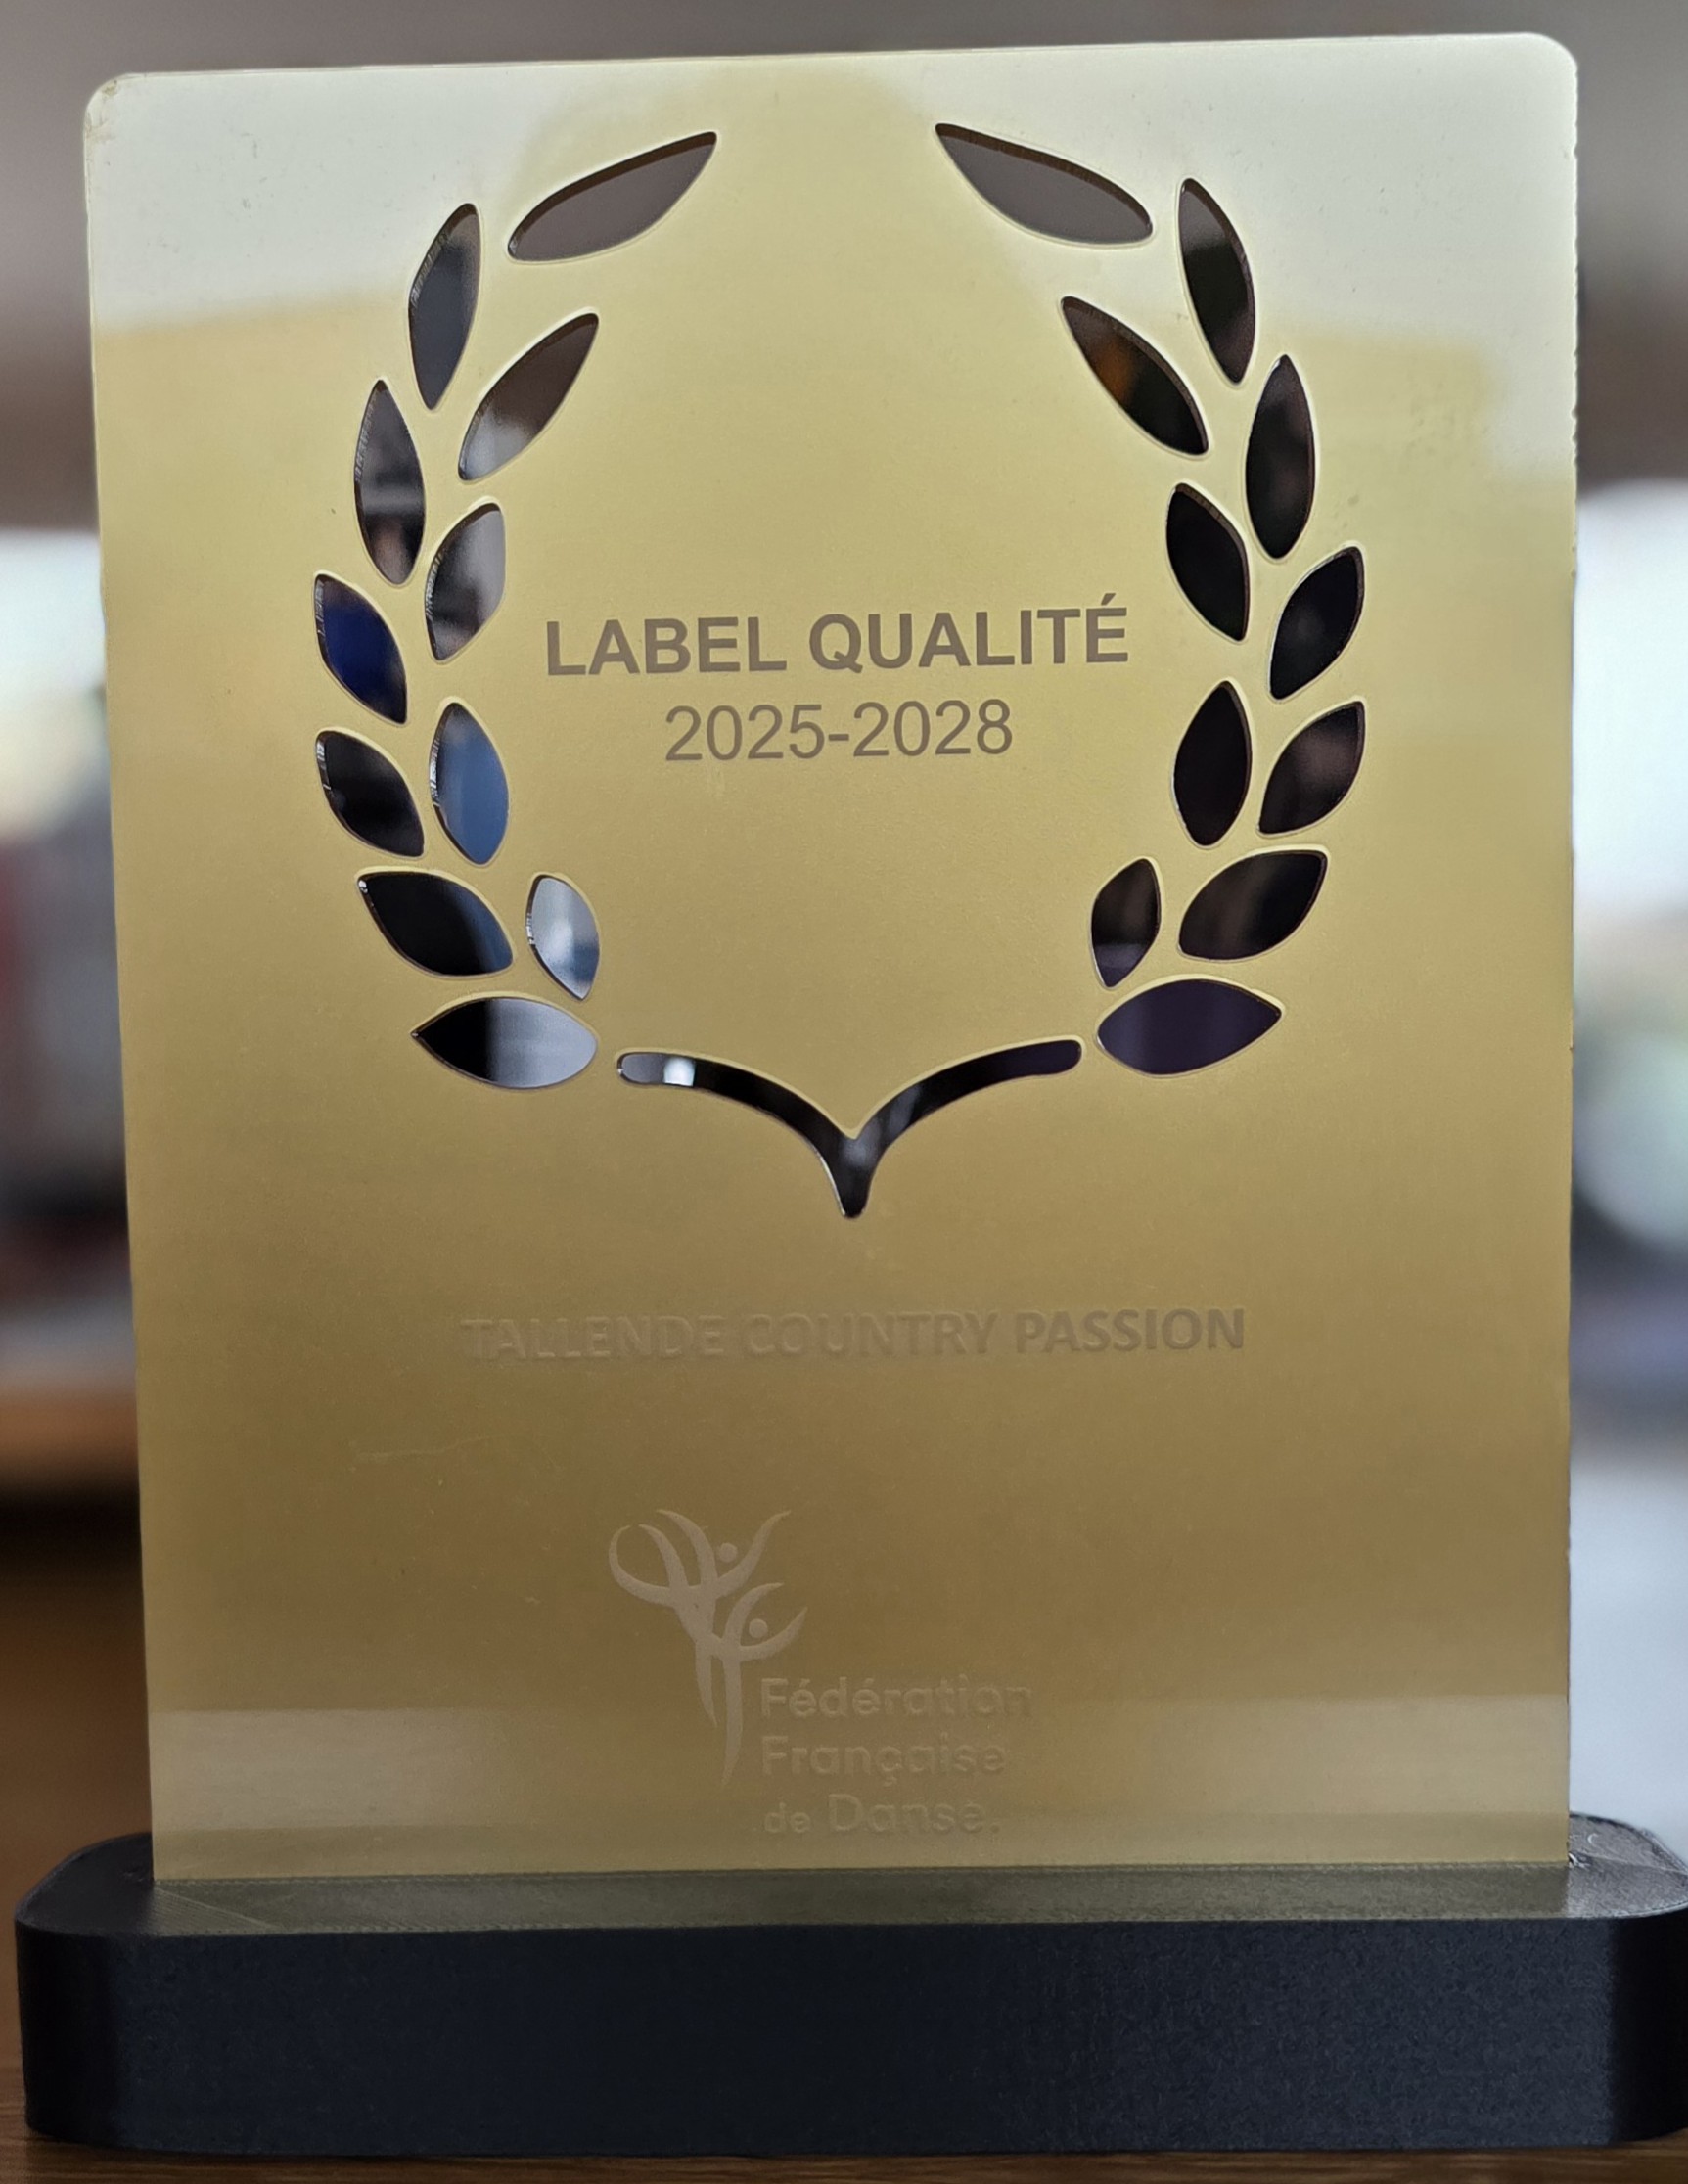 LABEL QUALITÉ
2025-2028
TALLENDE COUNTRY PASSION
Fédération
Française
de Danse.